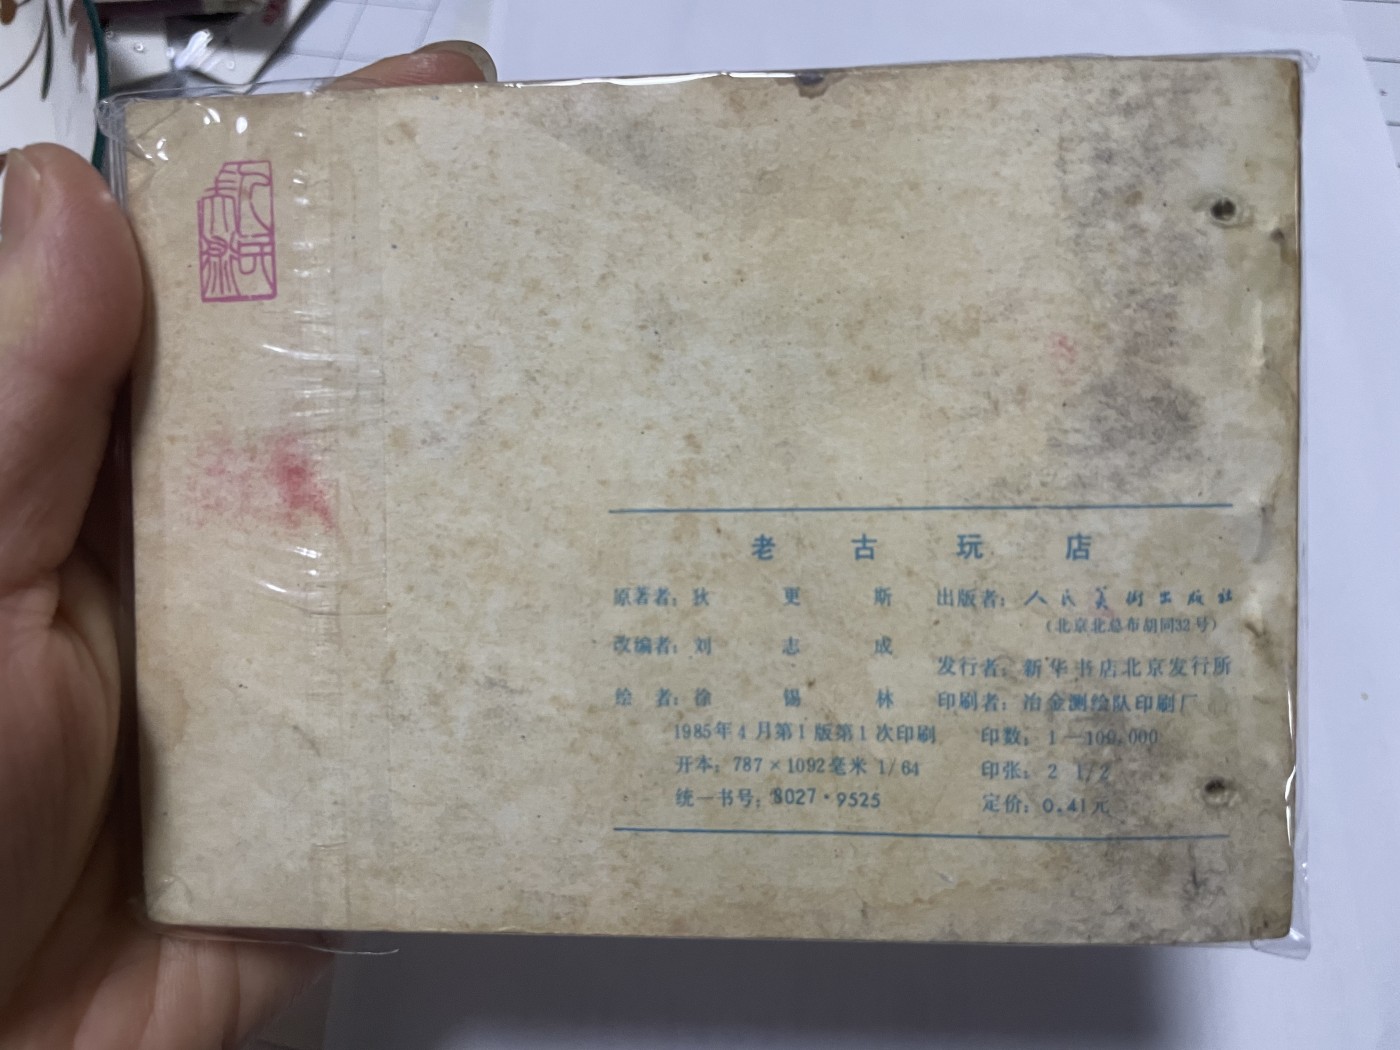 老古玩店
原著者：狄更斯
改编者：刘志成
绘者：徐锡林
1985年4月第1版第1次印刷
开本：787×1092毫米 1/64
统一书号：8027·9525
出版者：人民美术出版社
（北京北总布胡同32号）
发行者：新华书店北京发行所
印刷者：冶金测绘队印刷厂
印数：1—100,000
印张：2 1/2
定价：0.41元